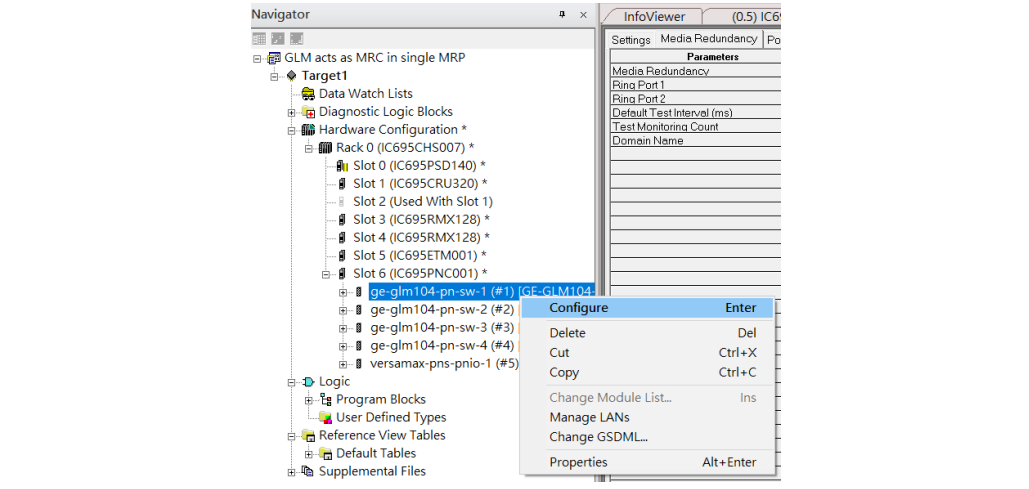 Navigator
GLM acts as MRC in single MRP
Target1
Data Watch Lists
Diagnostic Logic Blocks
Hardware Configuration *
Rack 0 (IC695CHS007) *
Slot 0 (IC695PSD140) *
Slot 1 (IC695CRU320) *
Slot 2 (Used With Slot 1)
Slot 3 (IC695RMX128) *
Slot 4 (IC695RMX128) *
Slot 5 (IC695ETM001) *
Slot 6 (IC695PNC001) *
ge-glm104-pn-sw-1 (#1) [GE-GLM104-
ge-glm104-pn-sw-2 (#2)
ge-glm104-pn-sw-3 (#3)
ge-glm104-pn-sw-4 (#4)
versamax-pns-pnio-1 (#5)
Logic
Program Blocks
User Defined Types
Reference View Tables
Default Tables
Supplemental Files
InfoViewer (0.5) IC69
Settings Media Redundancy Po
Parameters
Media Redundancy
Ring Port 1
Ring Port 2
Default Test Interval (ms)
Test Monitoring Count
Domain Name
Configure Enter
Delete Del
Cut Ctrl+X
Copy Ctrl+C
Change Module List... Ins
Manage LANs
Change GSDML...
Properties Alt+Enter